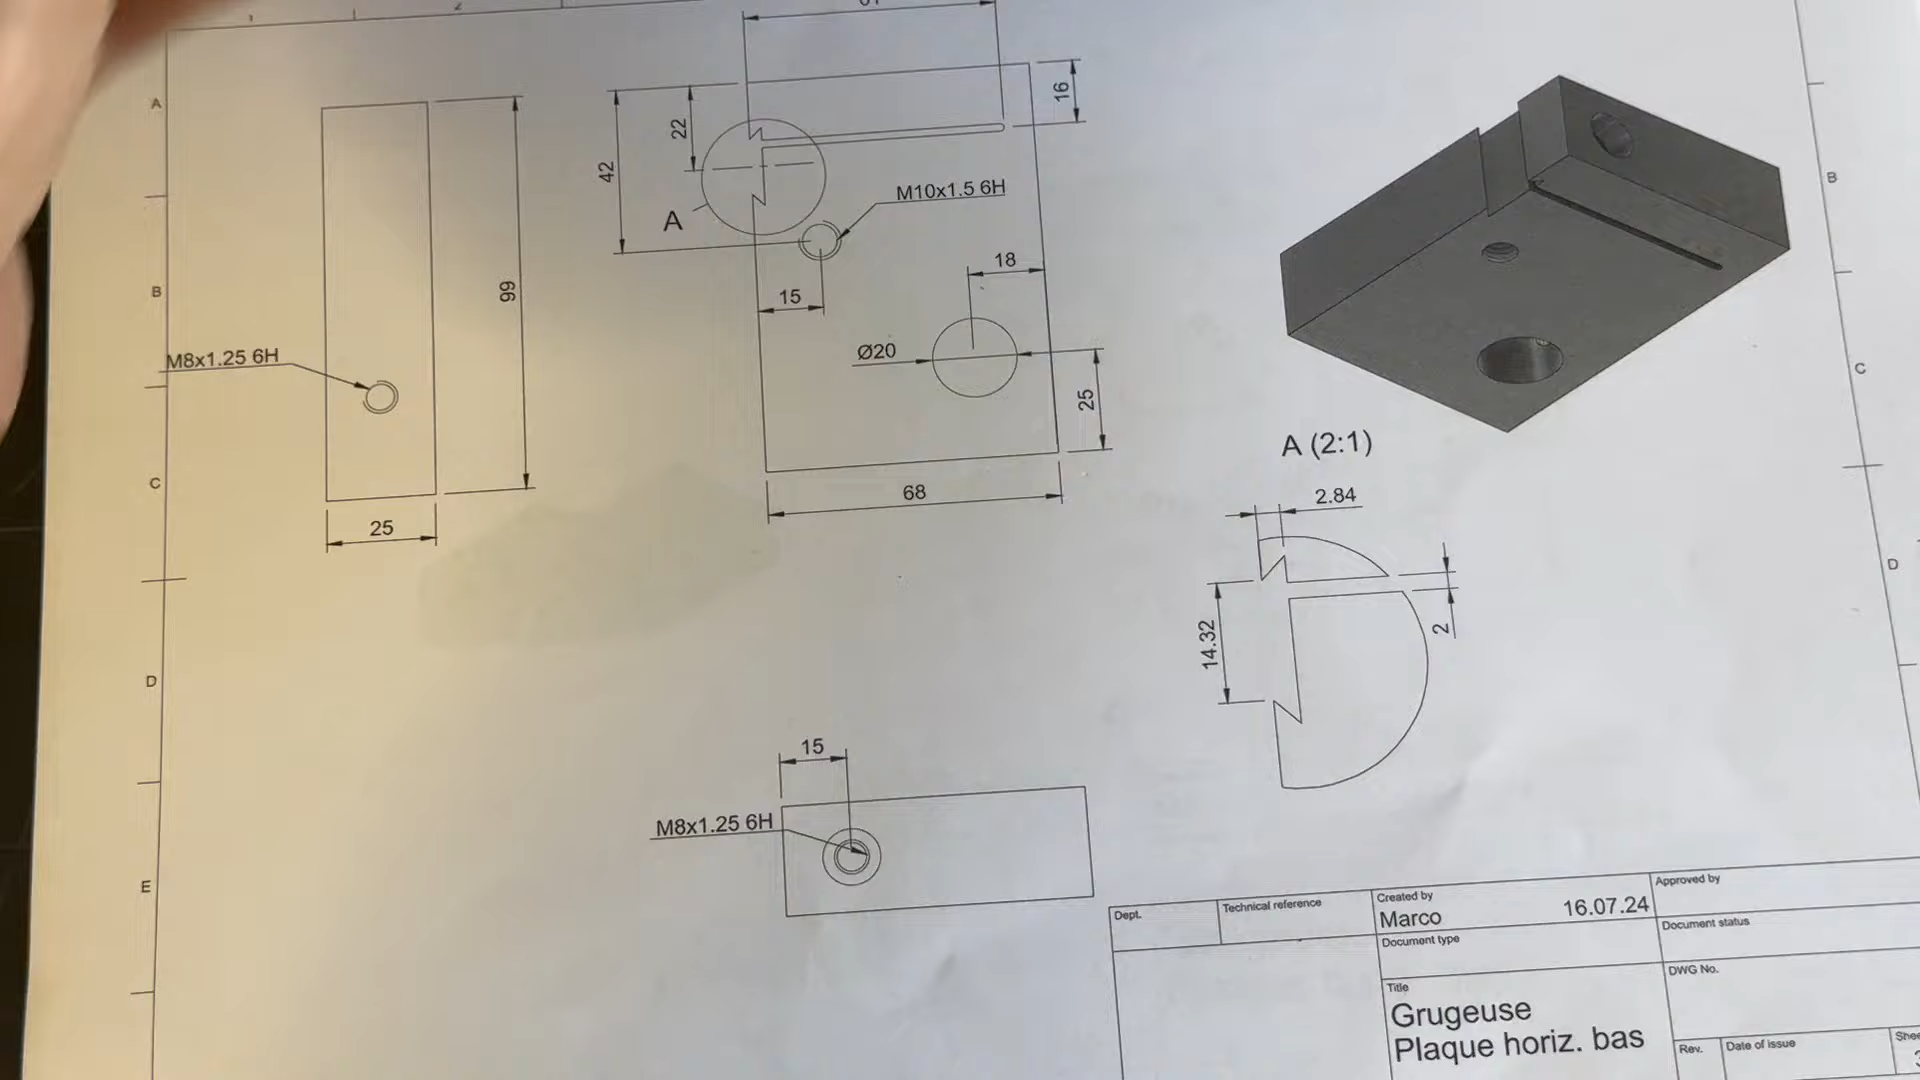 1
2
A
B
C
D
E
99
M8x1.25 6H
25
16
22
42
A
M10x1.5 6H
18
15
Ø20
25
68
B
C
D
A (2:1)
2.84
14.32
2
15
M8x1.25 6H
Dept.
Technical reference
Created by
Marco
16.07.24
Approved by
Document type
Document status
Title
Grugeuse
Plaque horiz. bas
DWG No.
Rev.
Date of issue